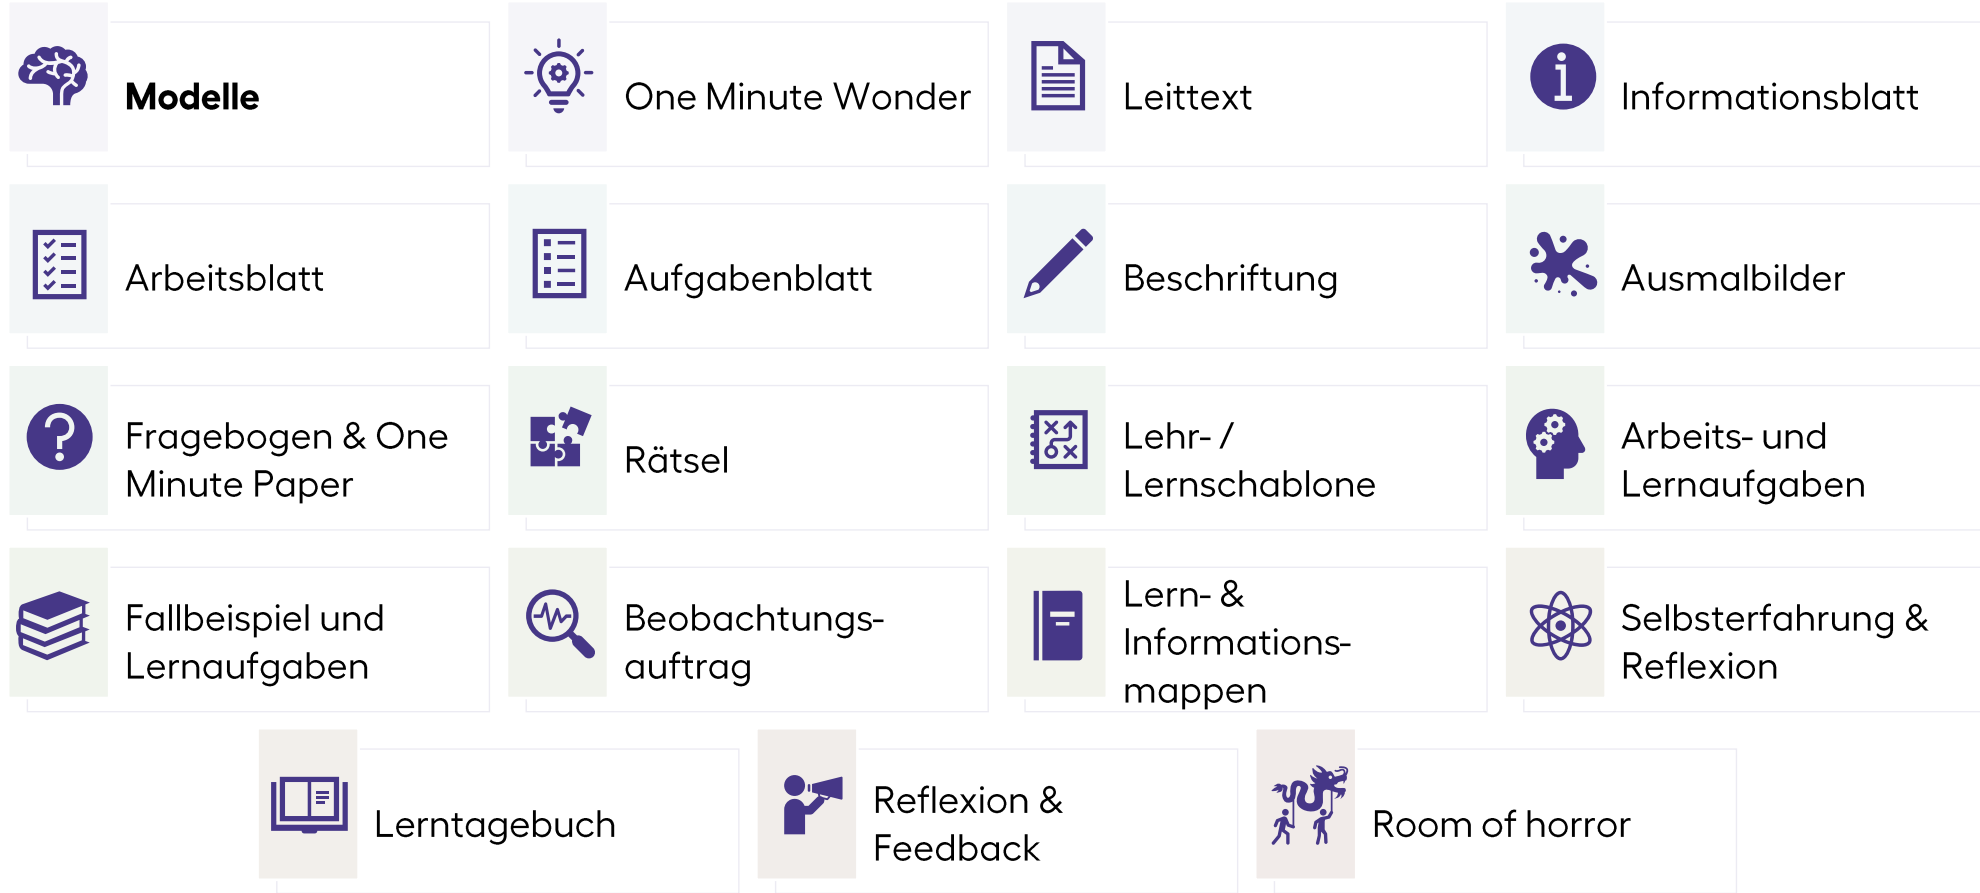 Modelle
One Minute Wonder
Leittext
Informationsblatt
Arbeitsblatt
Aufgabenblatt
Beschriftung
Ausmalbilder
Fragebogen & One
Minute Paper
Rätsel
Lehr- /
Lernschablone
Arbeits- und
Lernaufgaben
Fallbeispiel und
Lernaufgaben
Beobachtungs-
auftrag
Lern- &
Informations-
mappen
Selbsterfahrung &
Reflexion
Lerntagebuch
Reflexion &
Feedback
Room of horror